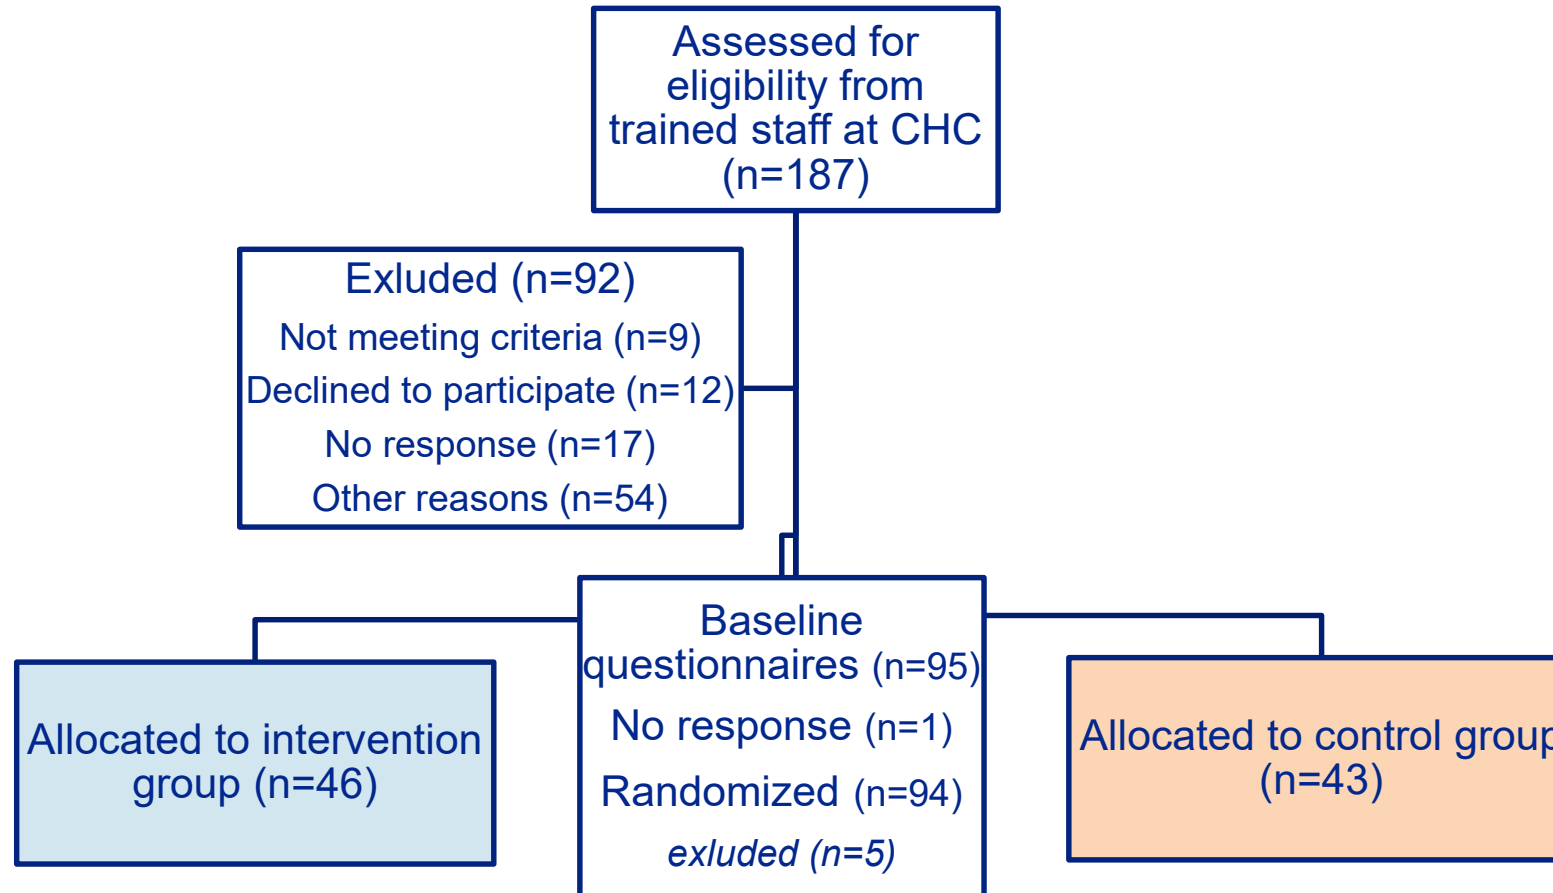 Assessed for
eligibility from
trained staff at CHC
(n=187)
Exluded (n=92)
Not meeting criteria (n=9)
Declined to participate (n=12)
No response (n=17)
Other reasons (n=54)
Baseline
questionnaires (n=95)
No response (n=1)
Randomized (n=94)
exluded (n=5)
Allocated to intervention
group (n=46)
Allocated to control group
(n=43)